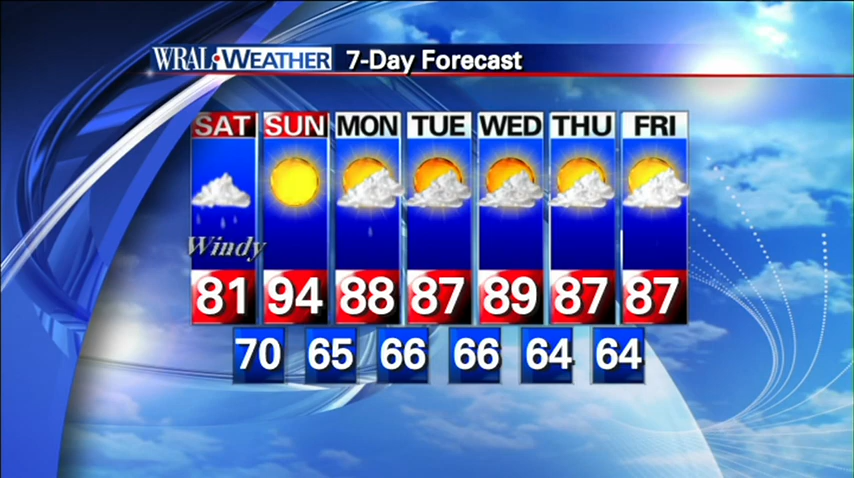 WRAL WEATHER 7-Day Forecast
SAT SUN MON TUE WED THU FRI
Windy
81 94 88 87 89 87 87
70 65 66 66 64 64